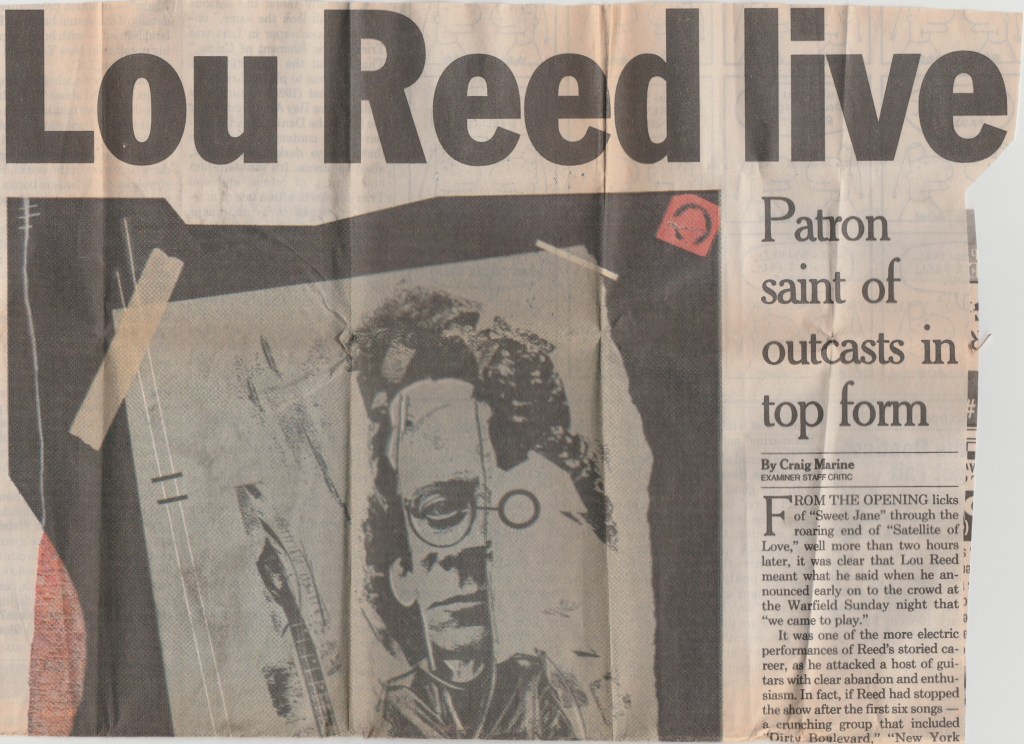 Lou Reed live
Patron
saint of
outcasts in
top form
By Craig Marine
EXAMINER STAFF CRITIC
FROM THE OPENING licks
of “Sweet Jane” through the
roaring end of “Satellite of
Love,” well more than two hours
later, it was clear that Lou Reed
meant what he said when he an-
nounced early on to the crowd at
the Warfield Sunday night that
“we came to play.”
It was one of the more electric
performances of Reed’s storied ca-
reer, as he attacked a host of gui-
tars with clear abandon and enthu-
siasm. In fact, if Reed had stopped
the show after the first six songs —
a crunching group that included
“Dirty Boulevard,” “New York